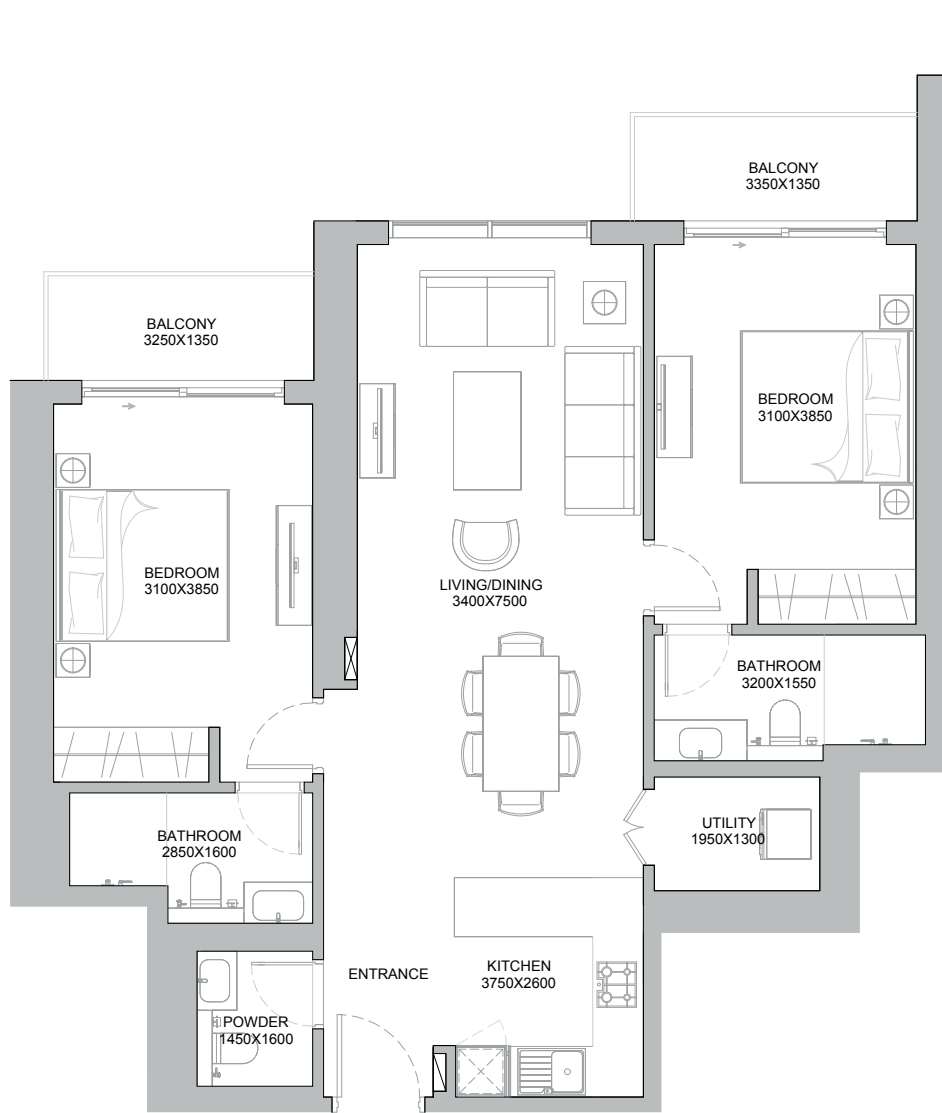 BALCONY
3350X1350
BALCONY
3250X1350
BEDROOM
3100X3850
BEDROOM
3100X3850
LIVING/DINING
3400X7500
BATHROOM
3200X1550
UTILITY
1950X1300
BATHROOM
2850X1600
ENTRANCE
KITCHEN
3750X2600
POWDER
1450X1600